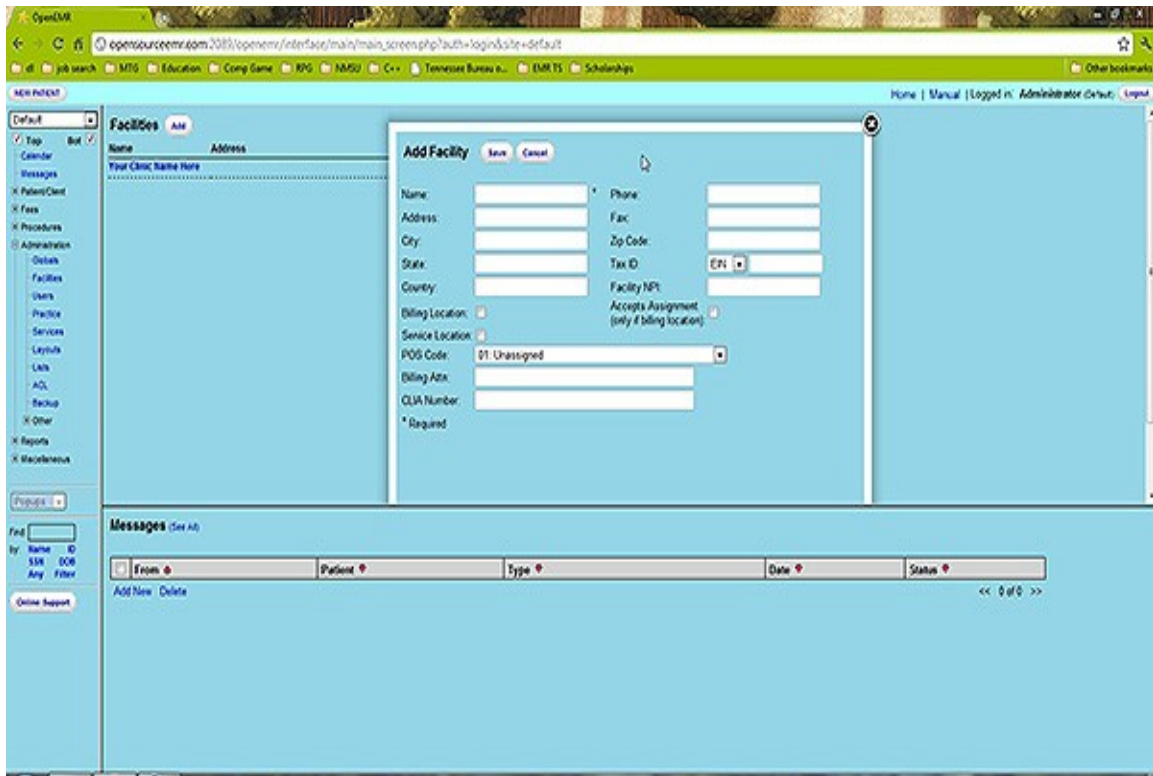 OpenEMR
opensourceemr.com:2089/openemr/interface/main/main_screen.php?auth=login&site=default
dl job search MTG Education Comp Game RPG NMSU C++ Tennessee Bureau o... EMR TS Scholarships Other bookmarks
NEW PATIENT Home | Manual | Logged in: Administrator (Default) Logout
Default
Top Bot
Calendar
Messages
Patient/Client
Fees
Procedures
Administration
Globals
Facilities
Users
Practice
Services
Layouts
Lists
ACL
Backup
Other
Reports
Miscellaneous
Popups
Find
by: Name ID
SSN DOB
Any Filter
Online Support
Facilities Add
Name Address
Your Clinic Name Here
Add Facility Save Cancel
Name: * Phone:
Address: Fax:
City: Zip Code:
State: Tax ID: EIN
Country: Facility NPI:
Billing Location: Accepts Assignment
(only if billing location):
Service Location:
POS Code: 01: Unassigned
Billing Attn:
CLIA Number:
* Required
Messages (See All)
From Patient Type Date Status
Add New Delete << 0 of 0 >>